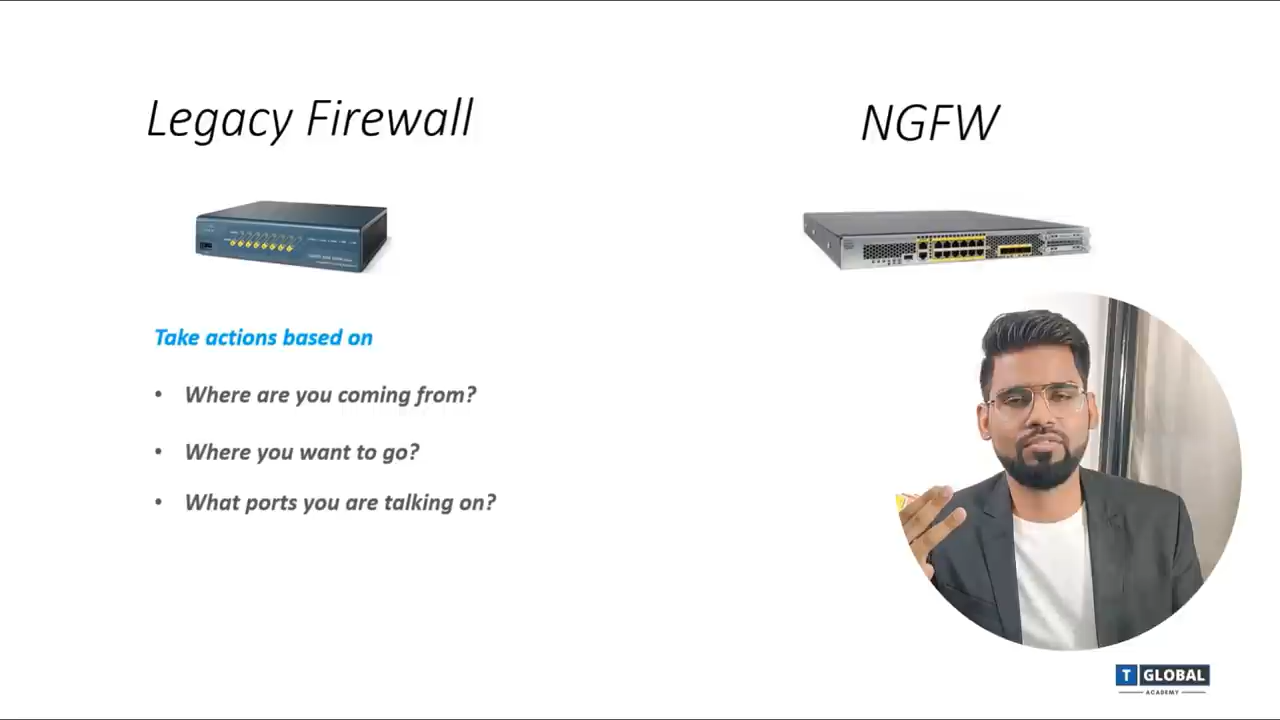 Legacy Firewall
NGFW
Take actions based on
• Where are you coming from?
• Where you want to go?
• What ports you are talking on?
T GLOBAL
ACADEMY